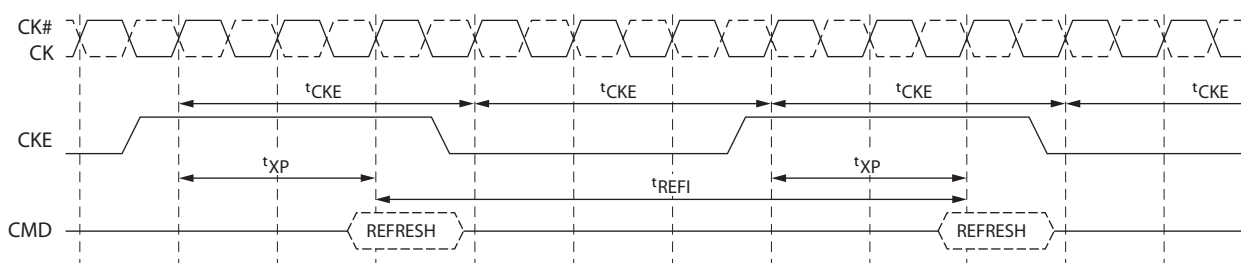 CK#
CK
tCKE tCKE tCKE tCKE
CKE
tXP tXP
tREFI
CMD REFRESH REFRESH